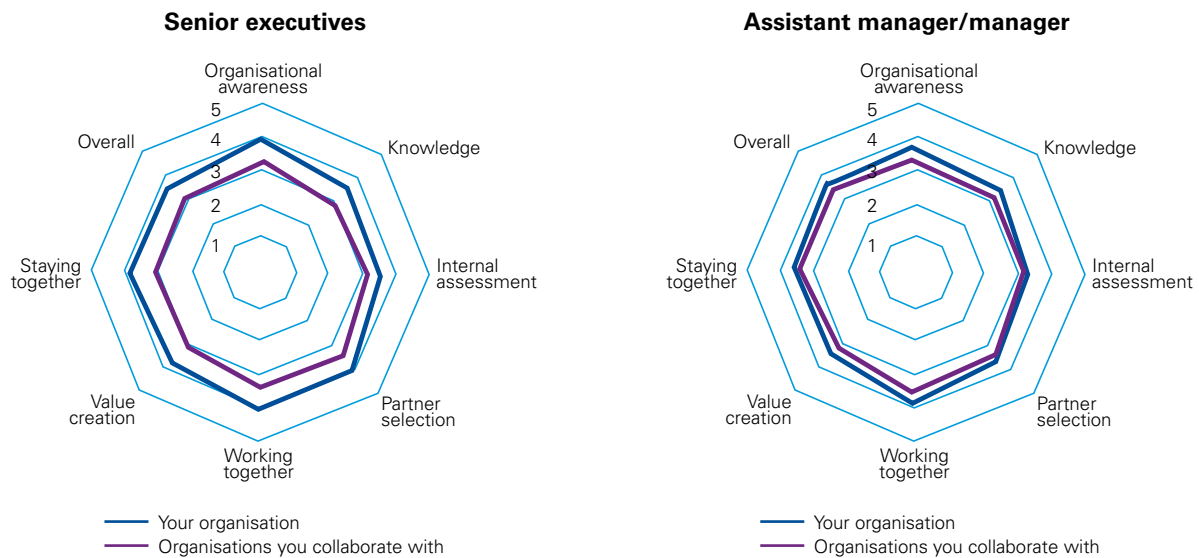 Senior executives
Organisational
awareness
5
4
3
2
1
Overall
Knowledge
Staying
together
Internal
assessment
Value
creation
Partner
selection
Working
together
Your organisation
Organisations you collaborate with
Assistant manager/manager
Organisational
awareness
5
4
3
2
1
Overall
Knowledge
Staying
together
Internal
assessment
Value
creation
Partner
selection
Working
together
Your organisation
Organisations you collaborate with